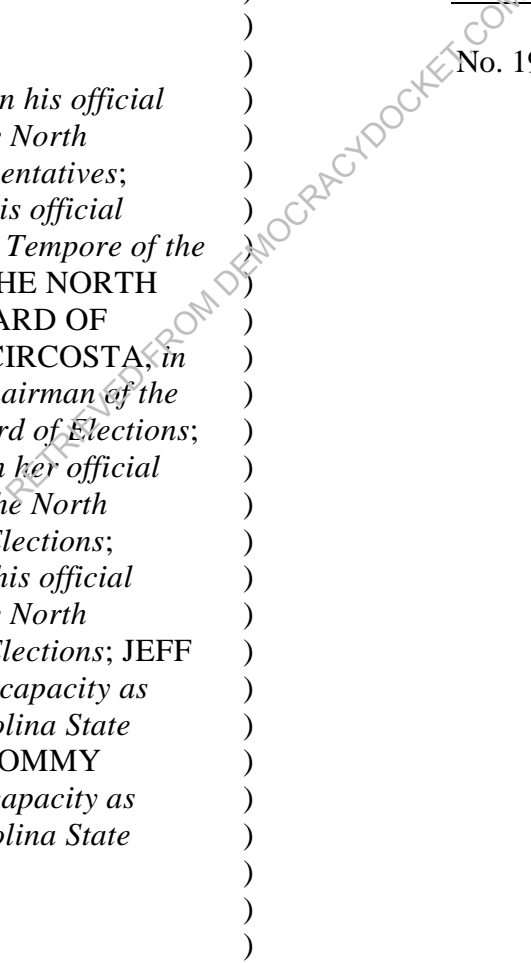 )
)
) No. 19
n his official )
e North )
entatives; )
is official )
Tempore of the )
HE NORTH )
ARD OF )
CIRCOSTA, in )
hairman of the )
rd of Elections; )
n her official )
he North )
Elections; )
his official )
e North )
Elections; JEFF )
capacity as )
olina State )
OMMY )
capacity as )
olina State )
)
)
)
RETRIEVED FROM DEMOCRACYDOCKET.COM